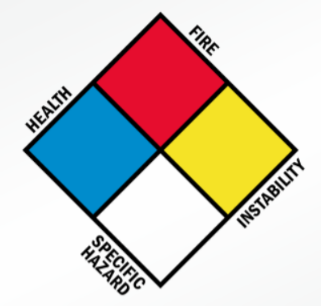 FIRE
HEALTH
INSTABILITY
SPECIFIC
HAZARD